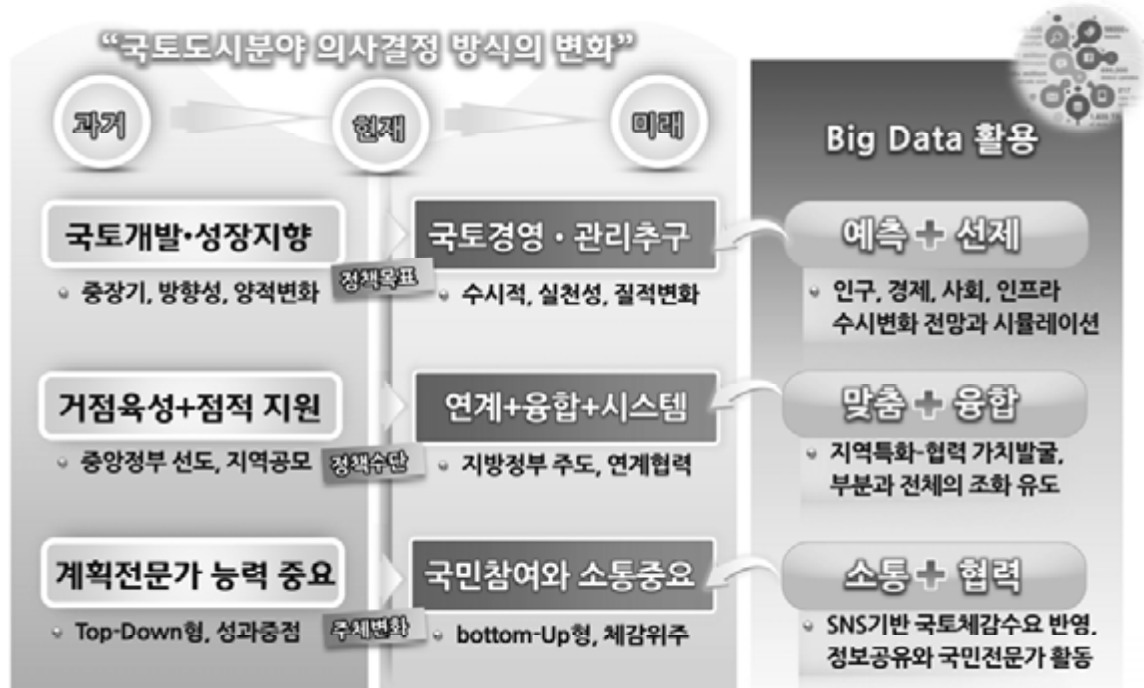 “국토도시분야 의사결정 방식의 변화”
과거
현재
미래
Big Data 활용
국토개발·성장지향
중장기, 방향성, 양적변화
정책목표
국토경영·관리추구
수시적, 실천성, 질적변화
예측+선제
인구, 경제, 사회, 인프라
수시변화 전망과 시뮬레이션
거점육성+점적 지원
중앙정부 선도, 지역공모
정책수단
연계+융합+시스템
지방정부 주도, 연계협력
맞춤+융합
지역특화-협력 가치발굴,
부분과 전체의 조화 유도
계획전문가 능력 중요
Top-Down형, 성과중점
주체변화
국민참여와 소통중요
bottom-Up형, 체감위주
소통+협력
SNS기반 국토체감수요 반영,
정보공유와 국민전문가 활동